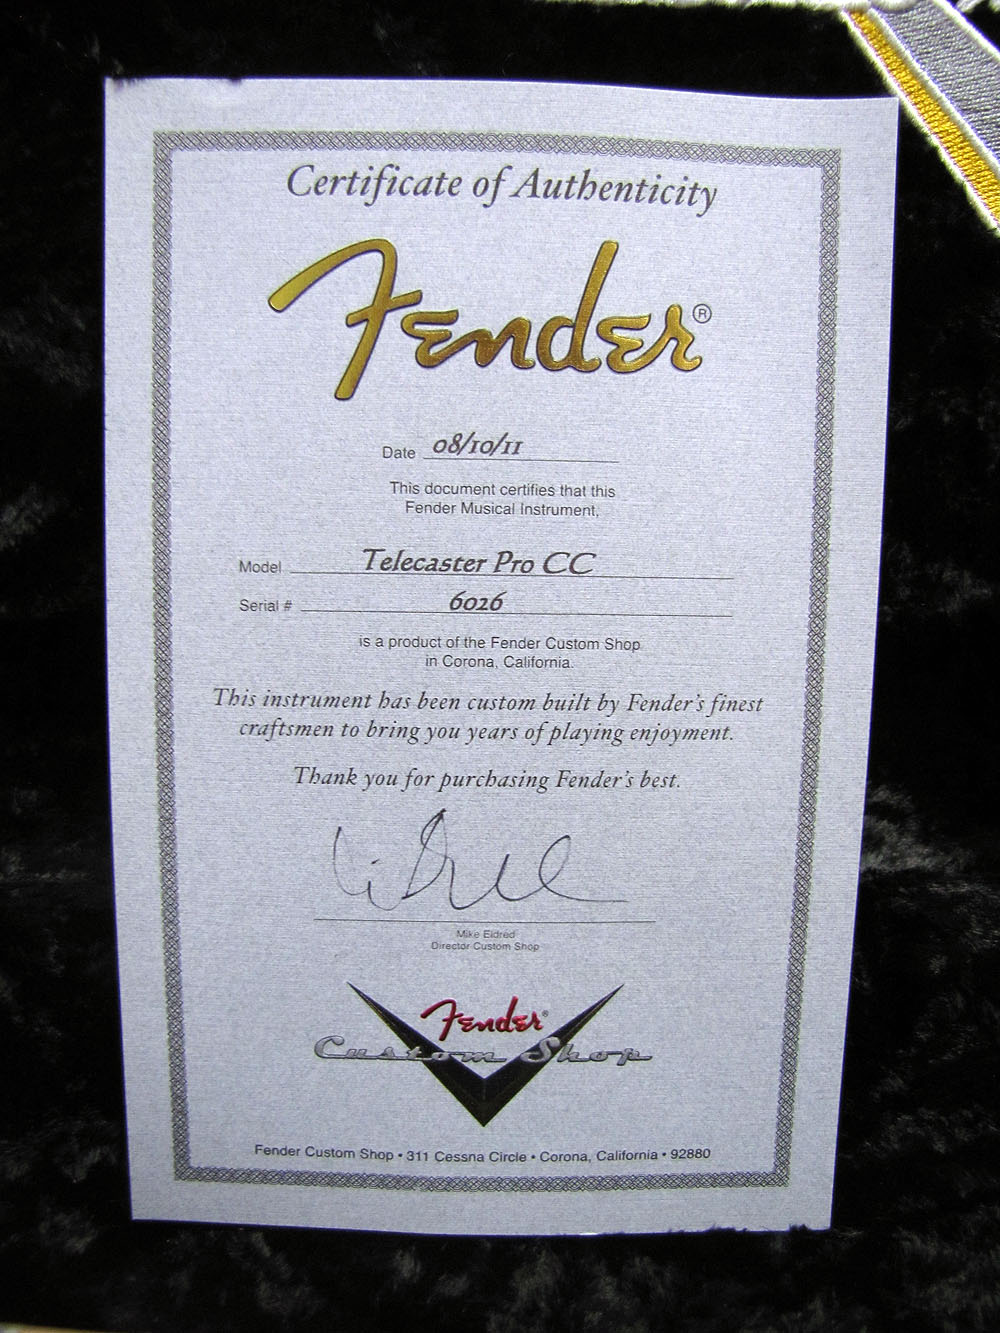 Certificate of Authenticity
Fender®
Date 08/10/11
This document certifies that this
Fender Musical Instrument,
Model Telecaster Pro CC
Serial # 6026
is a product of the Fender Custom Shop
in Corona, California.
This instrument has been custom built by Fender's finest
craftsmen to bring you years of playing enjoyment.
Thank you for purchasing Fender's best.
Mike Eldred
Director Custom Shop
Fender®
Custom Shop
Fender Custom Shop • 311 Cessna Circle • Corona, California • 92880